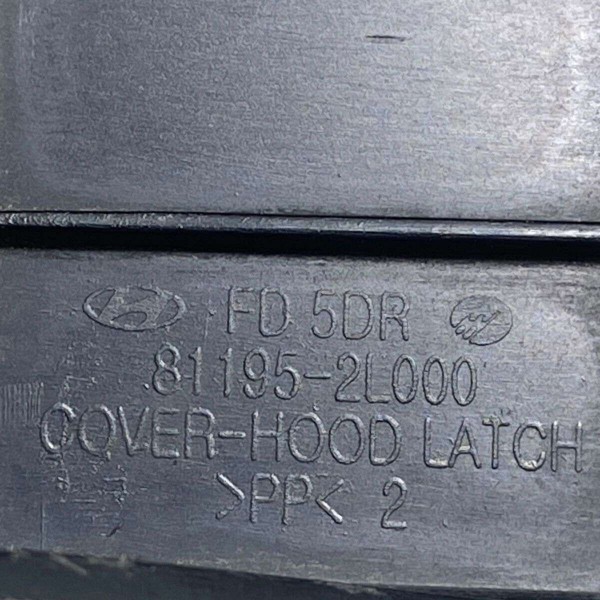 FD 5DR
81195-2L000
COVER-HOOD LATCH
>PP< 2